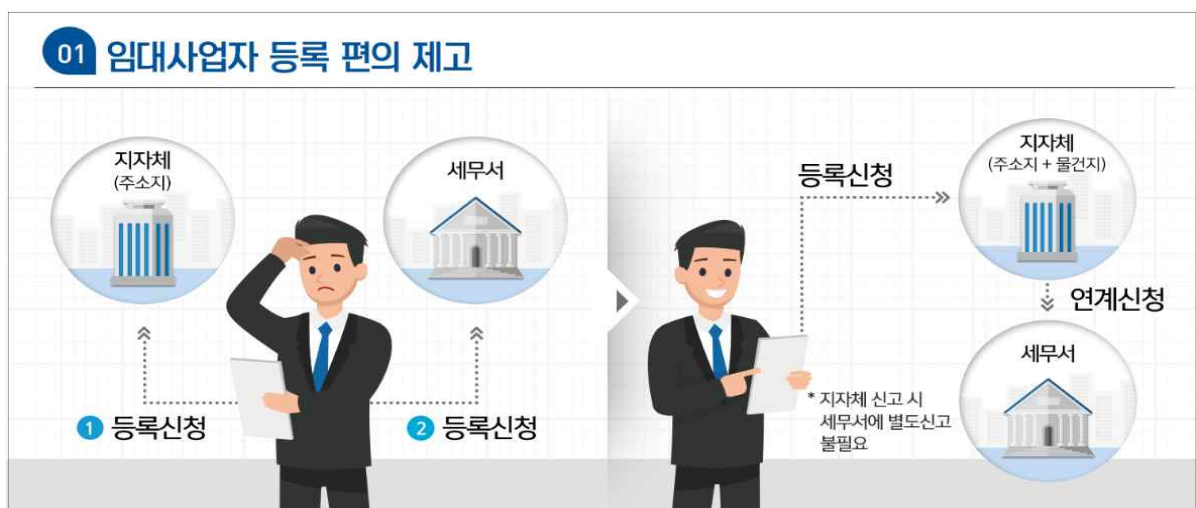 01 임대사업자 등록 편의 제고
지자체
(주소지)
세무서
1 등록신청
2 등록신청
등록신청
지자체
(주소지 + 물건지)
연계신청
세무서
* 지자체 신고 시
세무서에 별도신고
불필요